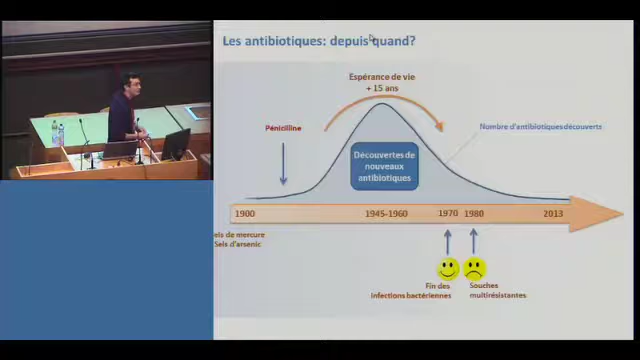 Les antibiotiques: depuis quand?
Espérance de vie
+ 15 ans
Pénicilline
Nombre d'antibiotiques découverts
Découvertes de
nouveaux
antibiotiques
1900
1945-1960
1970
1980
2013
els de mercure
Sels d'arsenic
Fin des
infections bactériennes
Souches
multirésistantes